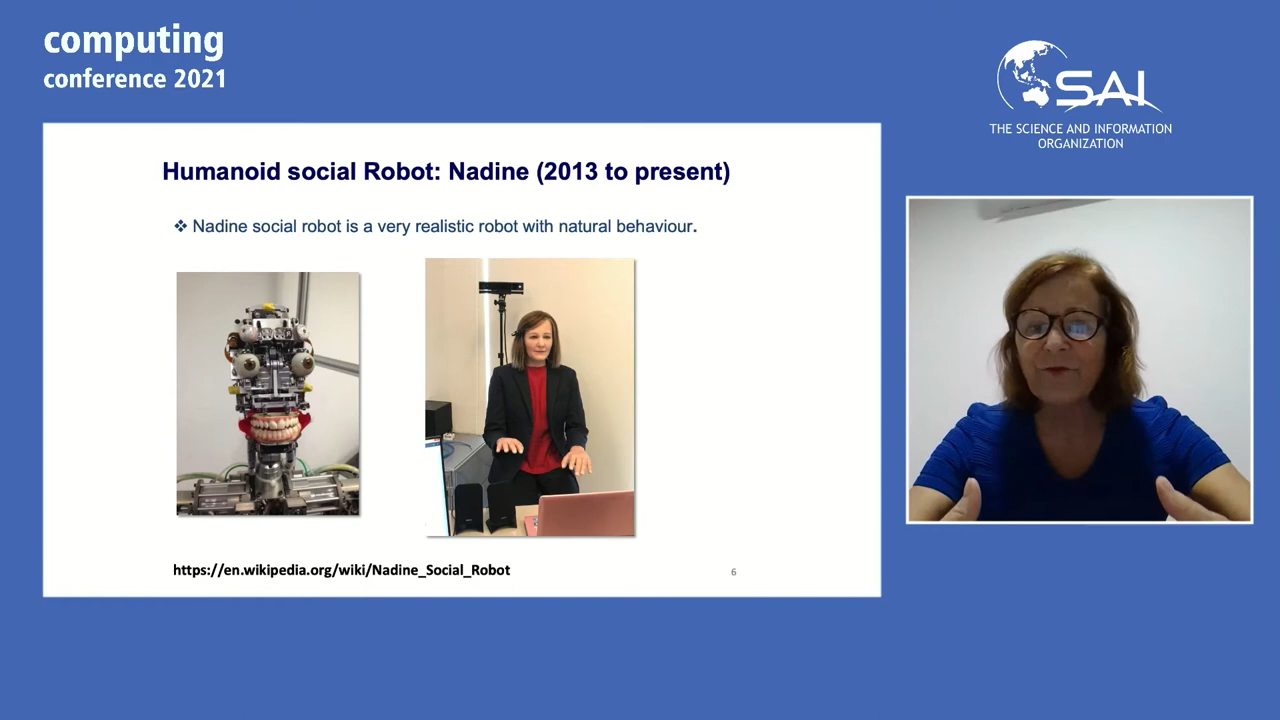 computing
conference 2021
SAI
THE SCIENCE AND INFORMATION
ORGANIZATION
Humanoid social Robot: Nadine (2013 to present)
❖ Nadine social robot is a very realistic robot with natural behaviour.
https://en.wikipedia.org/wiki/Nadine_Social_Robot
6